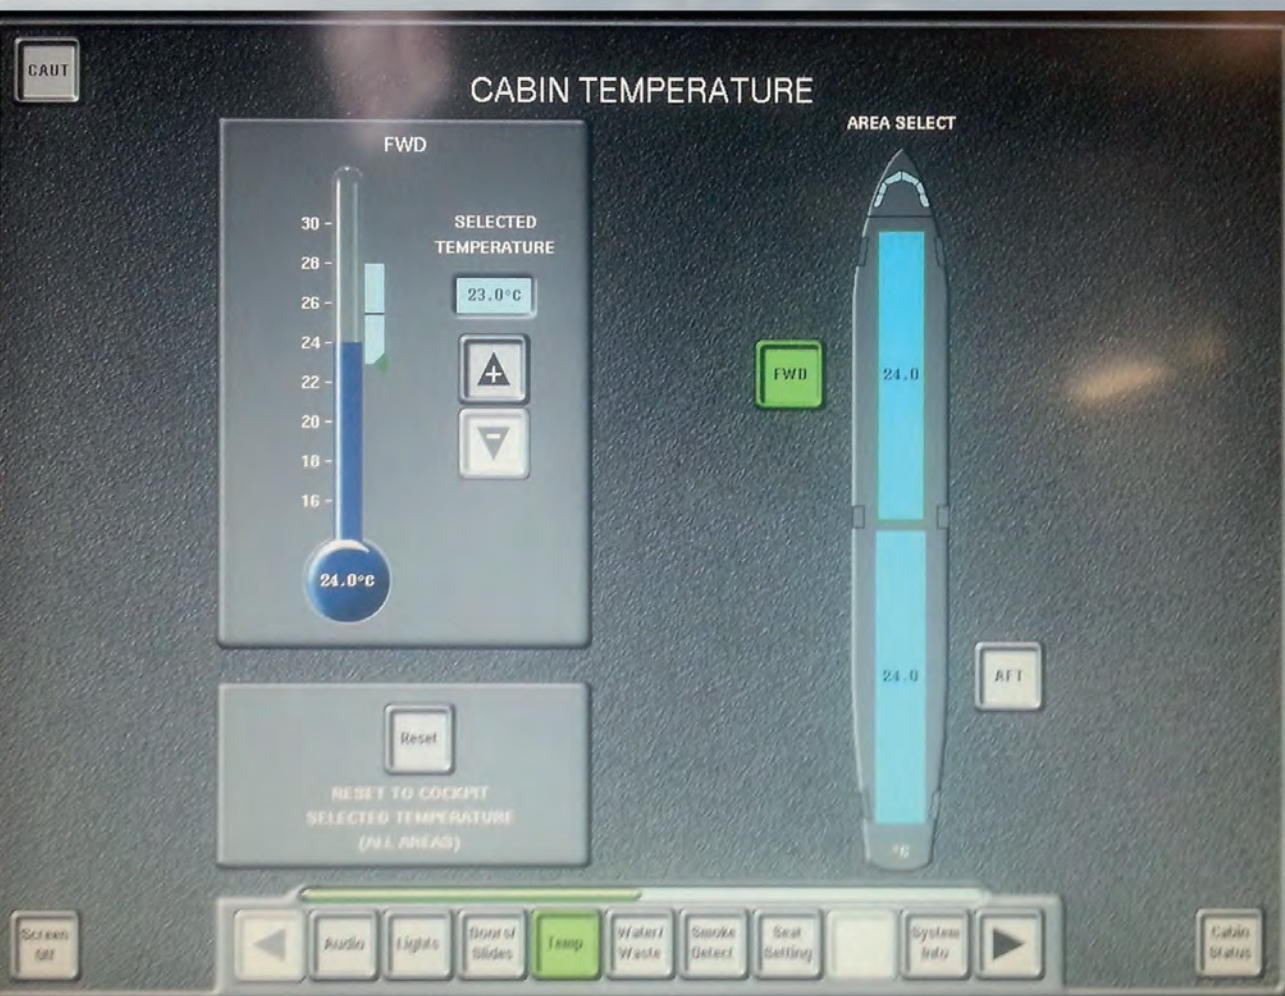 CAUT
CABIN TEMPERATURE
FWD
30
28
26
24
22
20
18
16
24.0°C
SELECTED
TEMPERATURE
23.0°C
+
-
AREA SELECT
FWD
24.0
24.0
AFT
°C
Reset
RESET TO COCKPIT
SELECTED TEMPERATURE
(ALL AREAS)
Screen
Off
Audio
Lights
Doors/
Slides
Temp
Water/
Waste
Smoke
Detect
Seat
Setting
System
Info
Cabin
Status